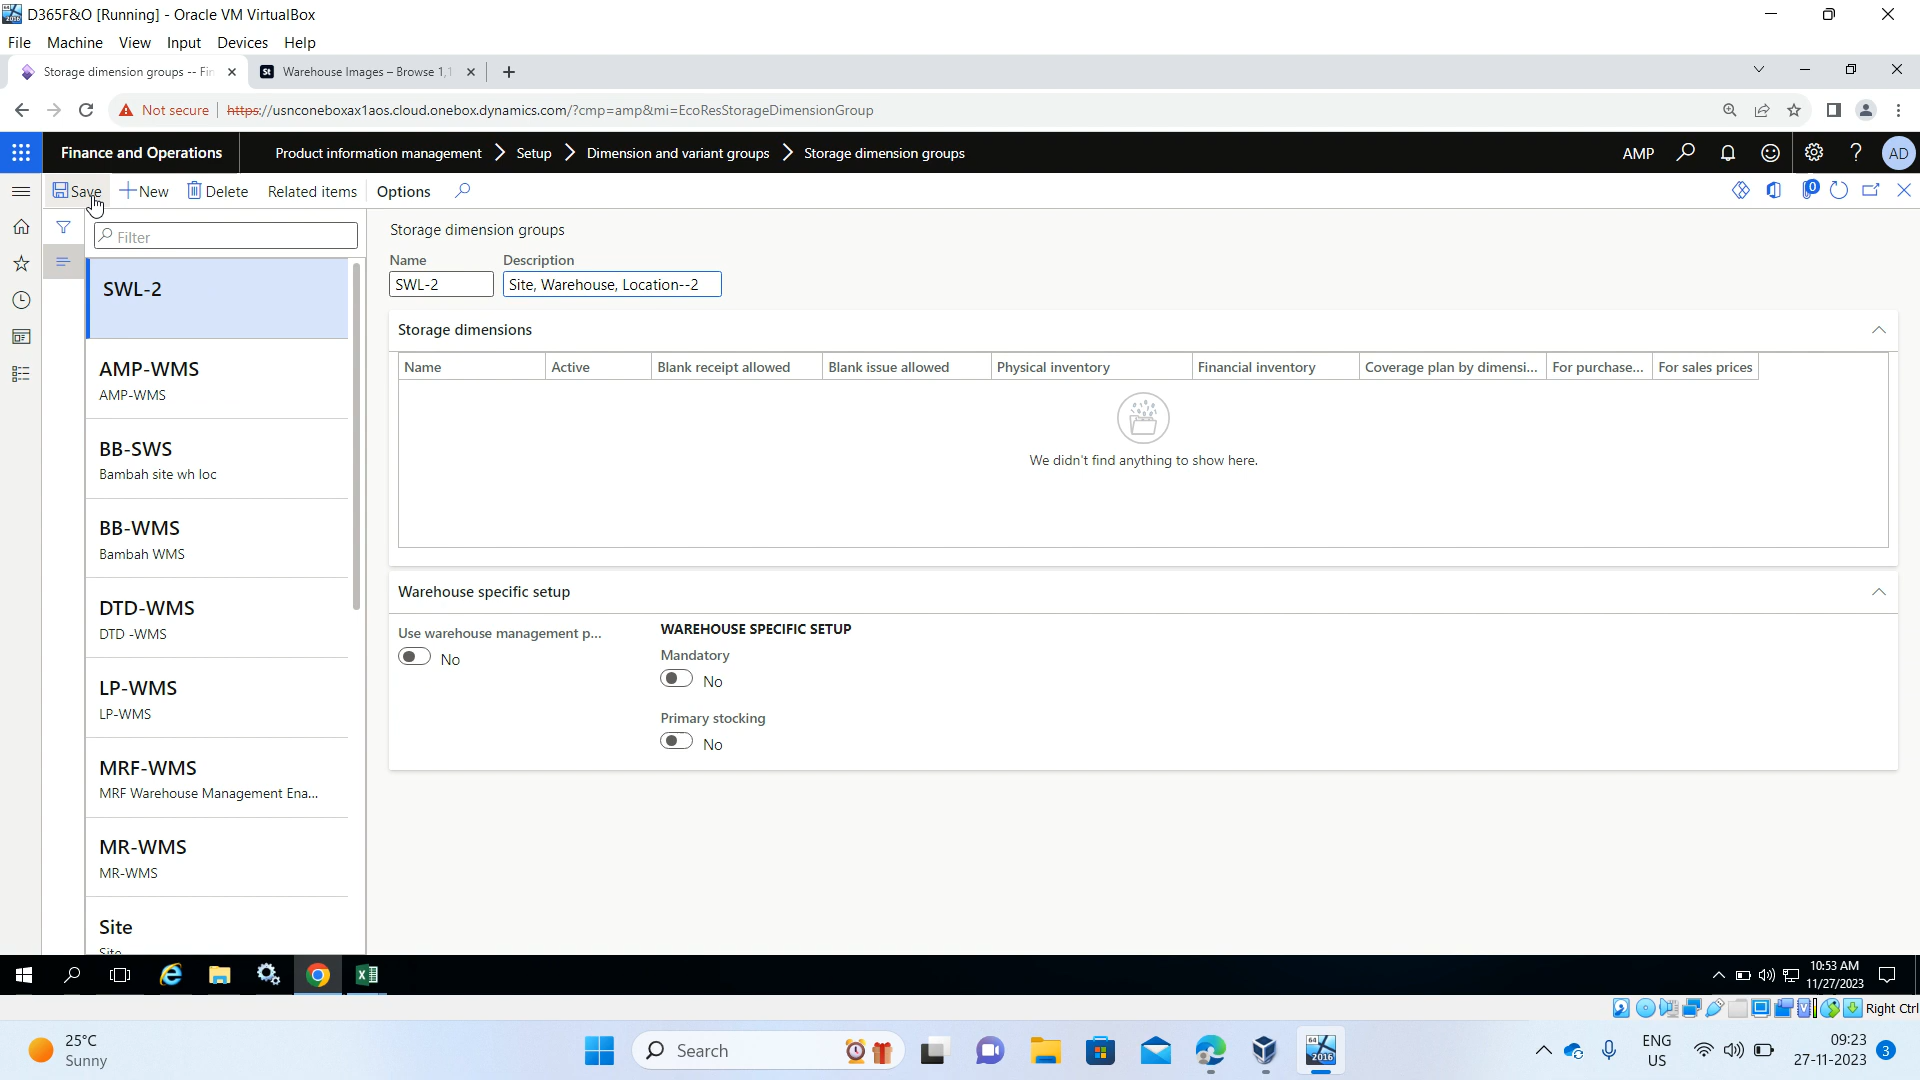 D365F&O [Running] - Oracle VM VirtualBox
File Machine View Input Devices Help
Storage dimension groups -- Fin
Warehouse Images – Browse 1,1
Not secure https://usnconeboxax1aos.cloud.onebox.dynamics.com/?cmp=amp&mi=EcoResStorageDimensionGroup
Finance and Operations
Product information management Setup Dimension and variant groups Storage dimension groups
AMP
? AD
Save New Delete Related items Options
0
Filter
SWL-2
AMP-WMS
AMP-WMS
BB-SWS
Bambah site wh loc
BB-WMS
Bambah WMS
DTD-WMS
DTD -WMS
LP-WMS
LP-WMS
MRF-WMS
MRF Warehouse Management Ena...
MR-WMS
MR-WMS
Site
Site
Storage dimension groups
Name Description
SWL-2 Site, Warehouse, Location--2
Storage dimensions
Name Active Blank receipt allowed Blank issue allowed Physical inventory Financial inventory Coverage plan by dimensi... For purchase... For sales prices
We didn't find anything to show here.
Warehouse specific setup
Use warehouse management p...
No
WAREHOUSE SPECIFIC SETUP
Mandatory
No
Primary stocking
No
10:53 AM
11/27/2023
Right Ctrl
25°C
Sunny
Search
2016
ENG
US
09:23
27-11-2023
3